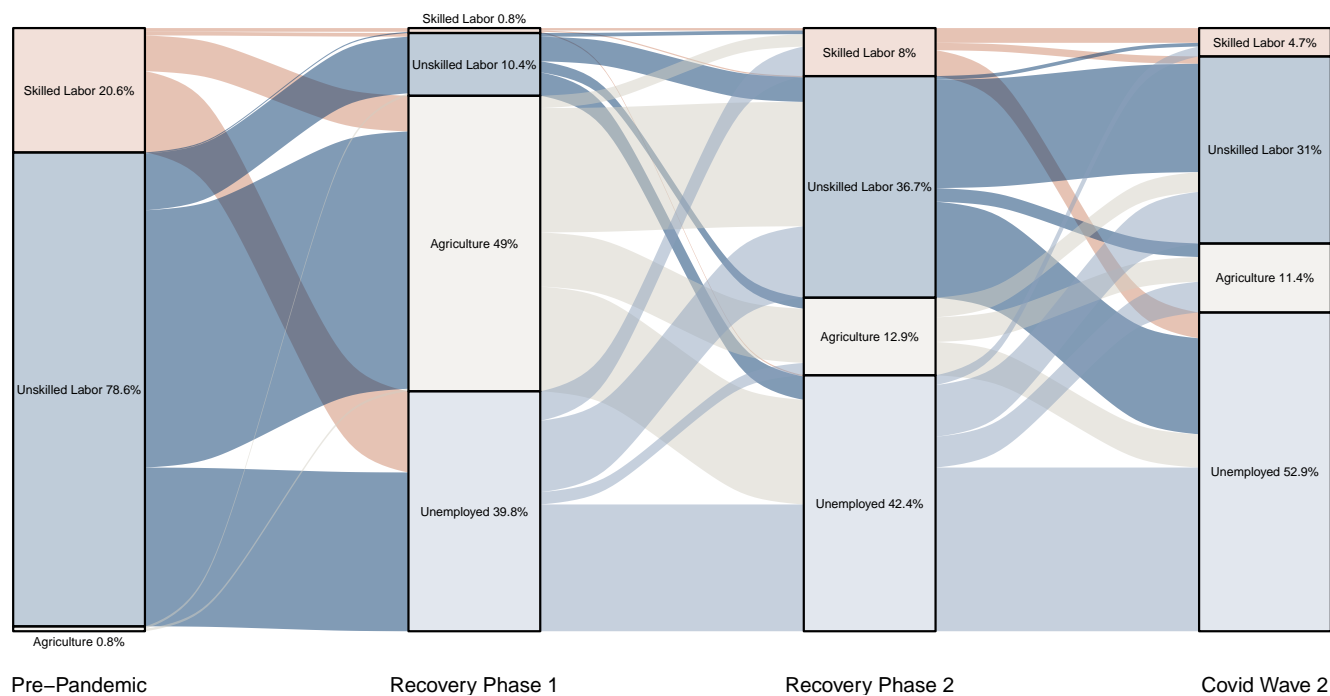 Skilled Labor 20.6%
Unskilled Labor 78.6%
Agriculture 0.8%
Skilled Labor 0.8%
Unskilled Labor 10.4%
Agriculture 49%
Unemployed 39.8%
Skilled Labor 8%
Unskilled Labor 36.7%
Agriculture 12.9%
Unemployed 42.4%
Skilled Labor 4.7%
Unskilled Labor 31%
Agriculture 11.4%
Unemployed 52.9%
Pre−Pandemic
Recovery Phase 1
Recovery Phase 2
Covid Wave 2